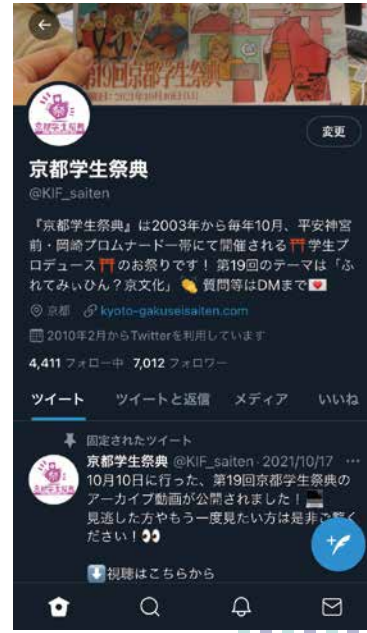 第19回京都学生祭典
京都学生祭典
変更
京都学生祭典
@KIF_saiten
『京都学生祭典』は2003年から毎年10月、平安神宮
前・岡崎プロムナード一帯にて開催される⛩学生プ
ロデュース⛩のお祭りです！ 第19回のテーマは「ふ
れてみぃひん？京文化」👏 質問等はDMまで💌
京都 kyoto-gakuseisaiten.com
2010年2月からTwitterを利用しています
4,411 フォロー中 7,012 フォロワー
ツイート ツイートと返信 メディア いいね
固定されたツイート
京都学生祭典 @KIF_saiten · 2021/10/17 …
10月10日に行った、第19回京都学生祭典の
アーカイブ動画が公開されました！🎹
見逃した方やもう一度見たい方は是非ご覧く
ださい！👀
⬇️視聴はこちらから